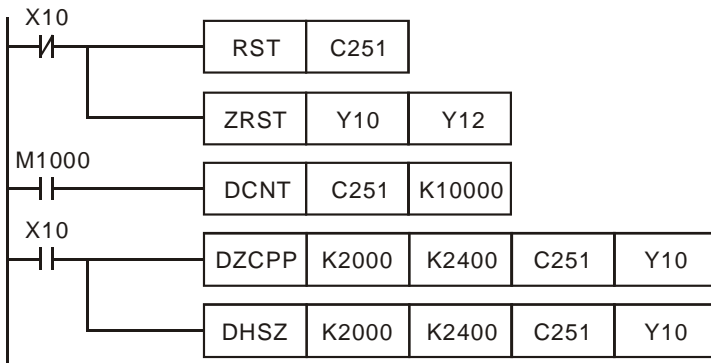 X10
RST C251
ZRST Y10 Y12
M1000
DCNT C251 K10000
X10
DZCPP K2000 K2400 C251 Y10
DHSZ K2000 K2400 C251 Y10